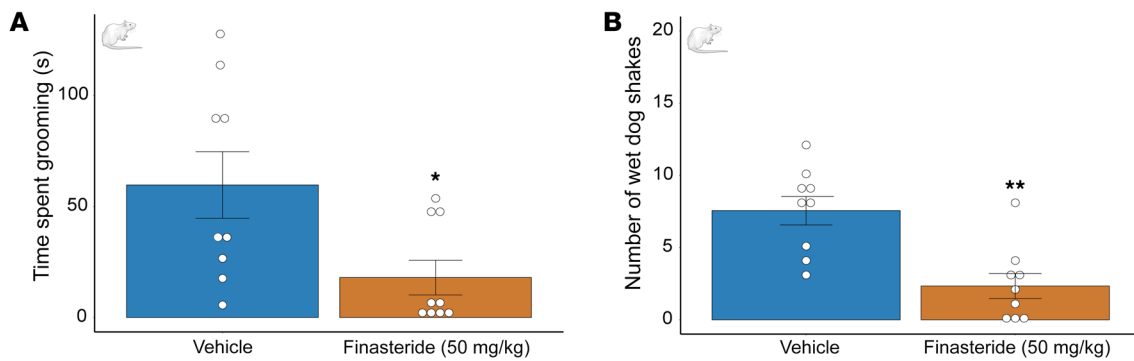 A
Time spent grooming (s)
100
50
0
*
Vehicle
Finasteride (50 mg/kg)
B
Number of wet dog shakes
20
15
10
5
0
**
Vehicle
Finasteride (50 mg/kg)